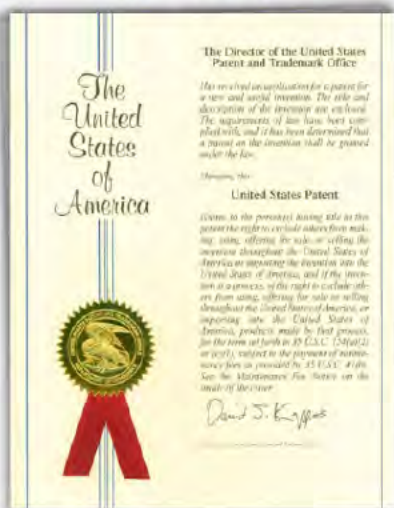 The
United
States
of
America
The Director of the United States
Patent and Trademark Office
Has received an application for a patent for
a new and useful invention. The title and
description of the invention are enclosed.
The requirements of law have been com-
plied with, and it has been determined that
a patent on the invention shall be granted
under the law.
Therefore, this
United States Patent
Grants to the person(s) having title to this
patent the right to exclude others from mak-
ing, using, offering for sale, or selling the
invention throughout the United States of
America or importing the invention into the
United States of America, and if the inven-
tion is a process, of the right to exclude oth-
ers from using, offering for sale or selling
throughout the United States of America, or
importing into the United States of
America, products made by that process,
for the term set forth in 35 U.S.C. 154(a)(2)
or (c)(1), subject to the payment of mainte-
nance fees as provided by 35 U.S.C. 41(b).
See the Maintenance Fee Notice on the
inside of the cover.
David J. Kappos